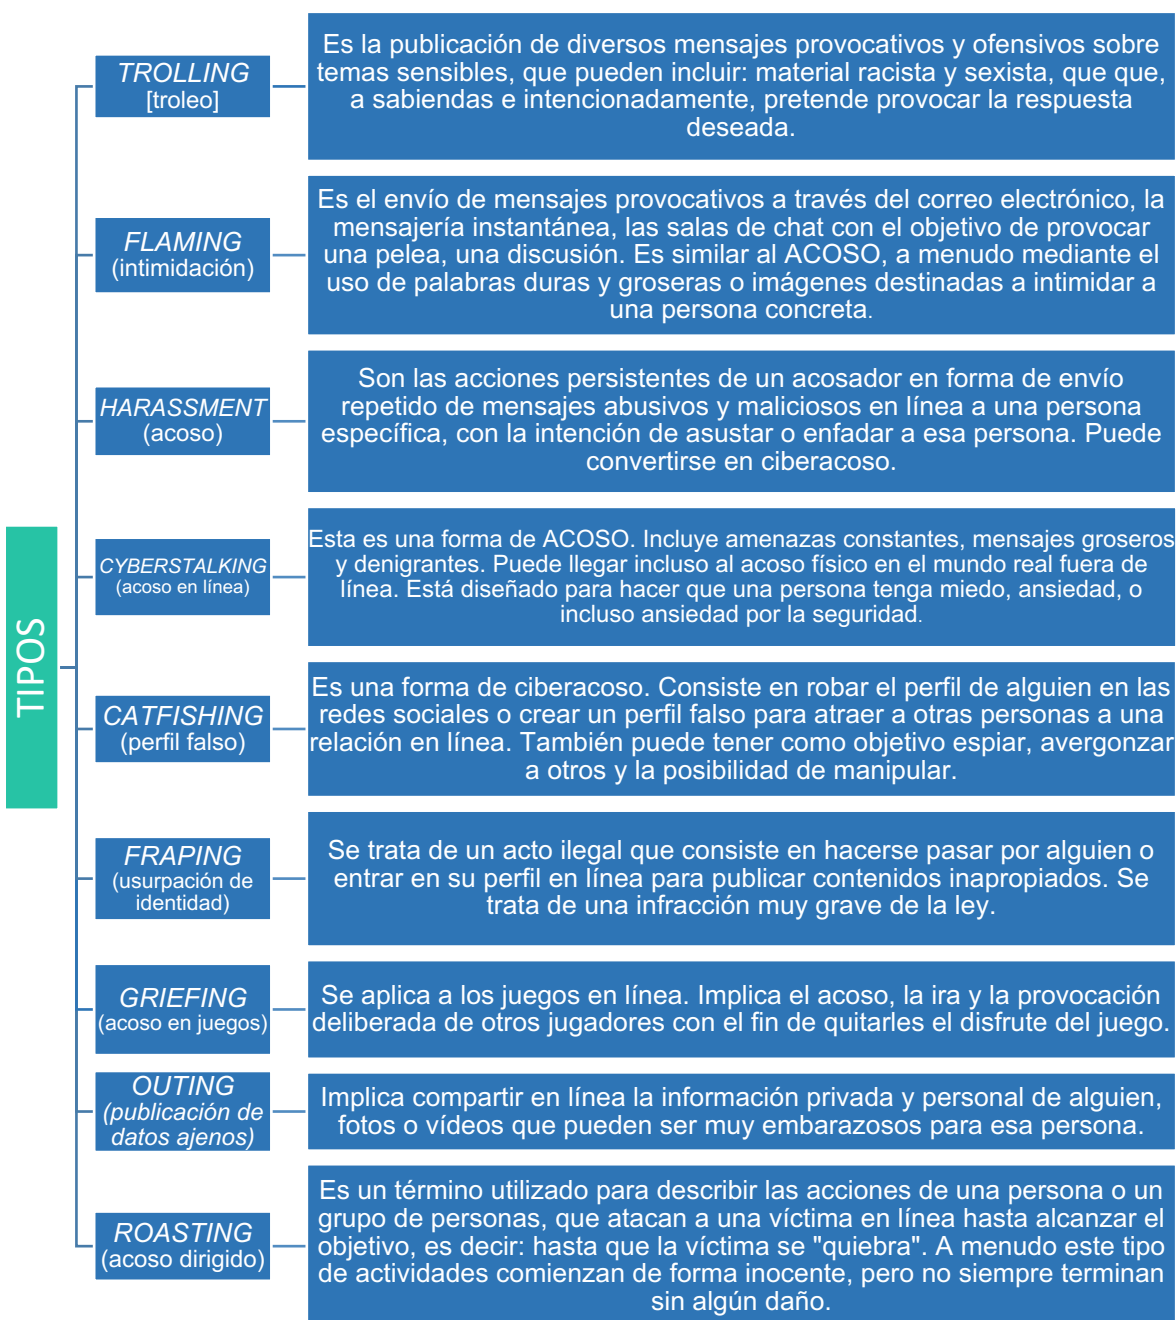 TIPOS
TROLLING
[troleo]
Es la publicación de diversos mensajes provocativos y ofensivos sobre
temas sensibles, que pueden incluir: material racista y sexista, que que,
a sabiendas e intencionadamente, pretende provocar la respuesta
deseada.
FLAMING
(intimidación)
Es el envío de mensajes provocativos a través del correo electrónico, la
mensajería instantánea, las salas de chat con el objetivo de provocar
una pelea, una discusión. Es similar al ACOSO, a menudo mediante el
uso de palabras duras y groseras o imágenes destinadas a intimidar a
una persona concreta.
HARASSMENT
(acoso)
Son las acciones persistentes de un acosador en forma de envío
repetido de mensajes abusivos y maliciosos en línea a una persona
específica, con la intención de asustar o enfadar a esa persona. Puede
convertirse en ciberacoso.
CYBERSTALKING
(acoso en línea)
Esta es una forma de ACOSO. Incluye amenazas constantes, mensajes groseros
y denigrantes. Puede llegar incluso al acoso físico en el mundo real fuera de
línea. Está diseñado para hacer que una persona tenga miedo, ansiedad, o
incluso ansiedad por la seguridad.
CATFISHING
(perfil falso)
Es una forma de ciberacoso. Consiste en robar el perfil de alguien en las
redes sociales o crear un perfil falso para atraer a otras personas a una
relación en línea. También puede tener como objetivo espiar, avergonzar
a otros y la posibilidad de manipular.
FRAPING
(usurpación de
identidad)
Se trata de un acto ilegal que consiste en hacerse pasar por alguien o
entrar en su perfil en línea para publicar contenidos inapropiados. Se
trata de una infracción muy grave de la ley.
GRIEFING
(acoso en juegos)
Se aplica a los juegos en línea. Implica el acoso, la ira y la provocación
deliberada de otros jugadores con el fin de quitarles el disfrute del juego.
OUTING
(publicación de
datos ajenos)
Implica compartir en línea la información privada y personal de alguien,
fotos o vídeos que pueden ser muy embarazosos para esa persona.
ROASTING
(acoso dirigido)
Es un término utilizado para describir las acciones de una persona o un
grupo de personas, que atacan a una víctima en línea hasta alcanzar el
objetivo, es decir: hasta que la víctima se "quiebra". A menudo este tipo
de actividades comienzan de forma inocente, pero no siempre terminan
sin algún daño.